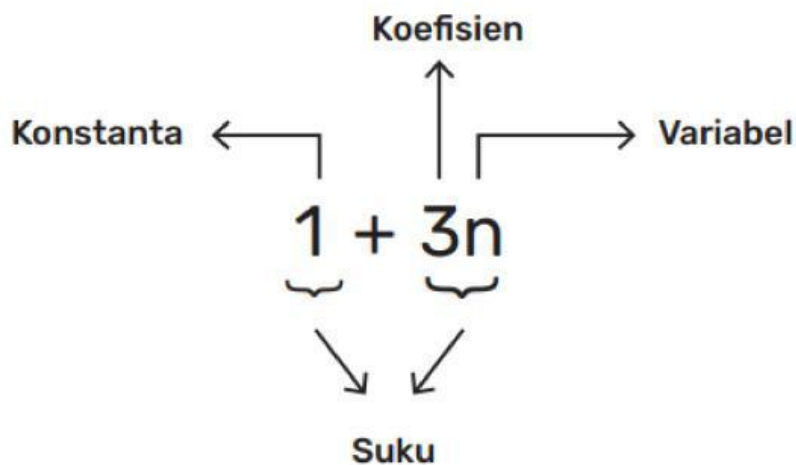 Koefisien
Konstanta
Variabel
1 + 3n
Suku